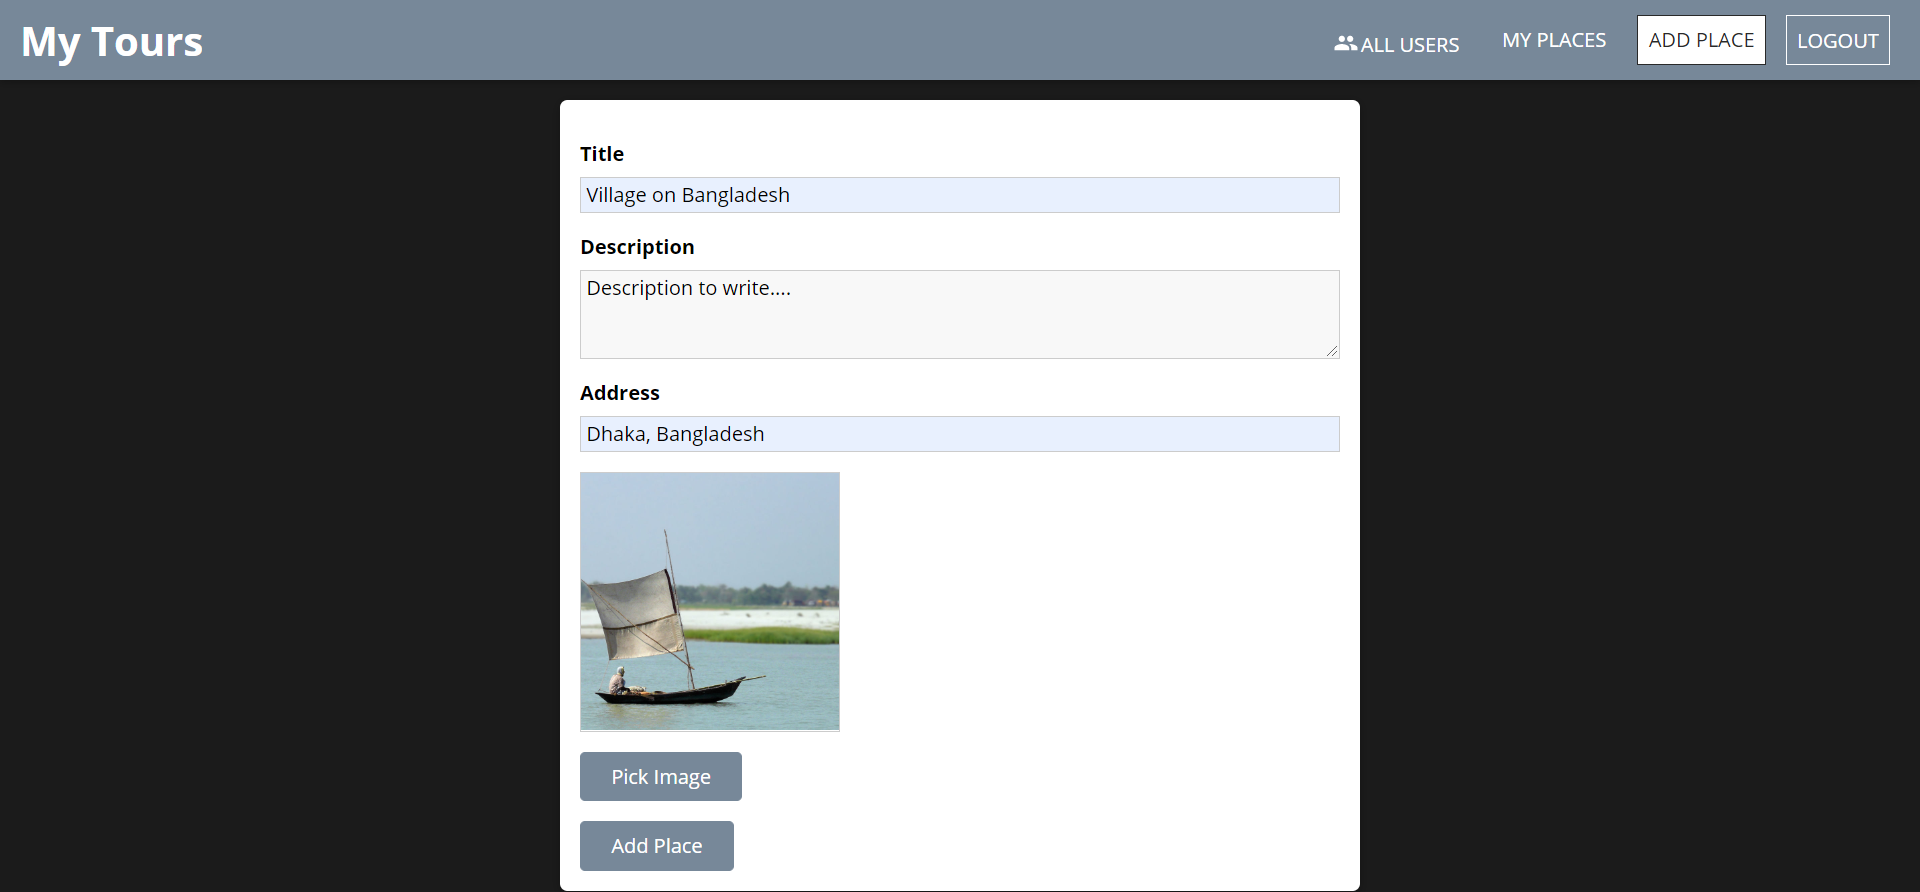 My Tours
ALL USERS
MY PLACES
ADD PLACE
LOGOUT
Title
Village on Bangladesh
Description
Description to write....
Address
Dhaka, Bangladesh
Pick Image
Add Place